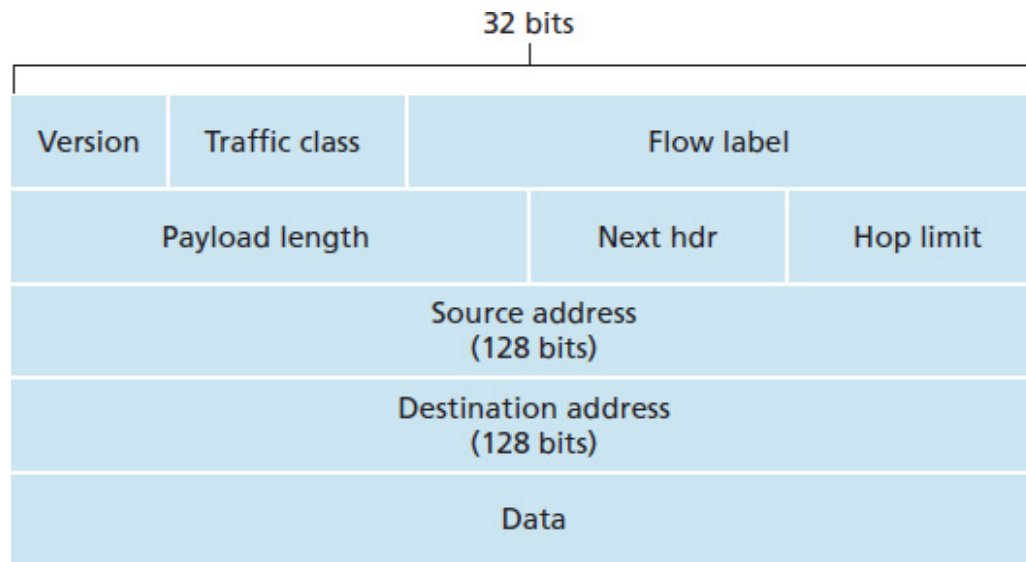 32 bits
Version Traffic class Flow label
Payload length Next hdr Hop limit
Source address
(128 bits)
Destination address
(128 bits)
Data